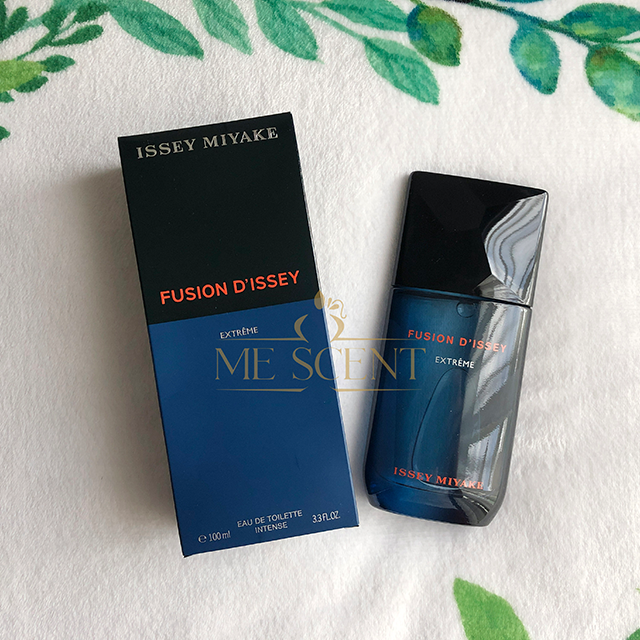 ISSEY MIYAKE
FUSION D'ISSEY
EXTRÊME
EAU DE TOILETTE
INTENSE
℮ 100 ml
3.3 FL.OZ
ME SCENT
FUSION D'ISSEY
EXTRÊME
ISSEY MIYAKE